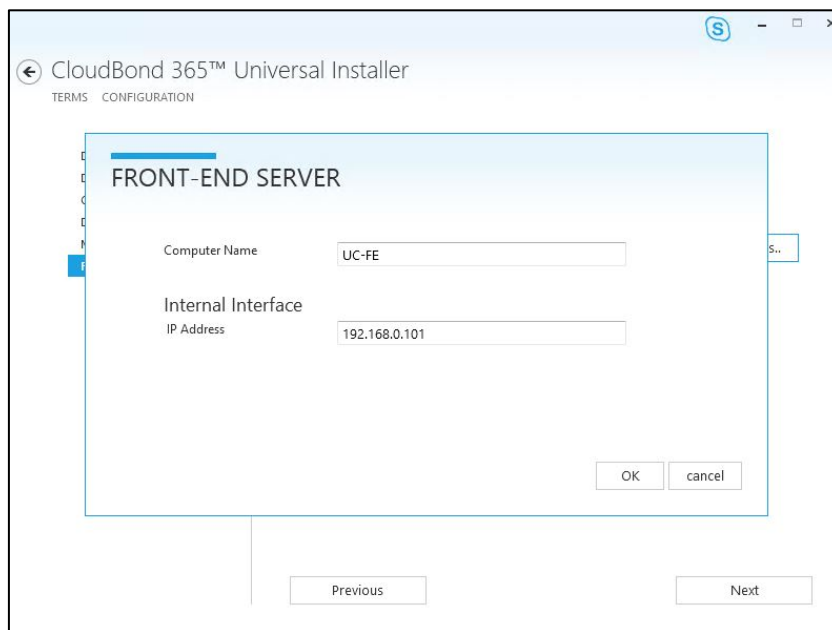 CloudBond 365™ Universal Installer
TERMS CONFIGURATION
FRONT-END SERVER
Computer Name UC-FE
Internal Interface
IP Address 192.168.0.101
OK cancel
Previous Next